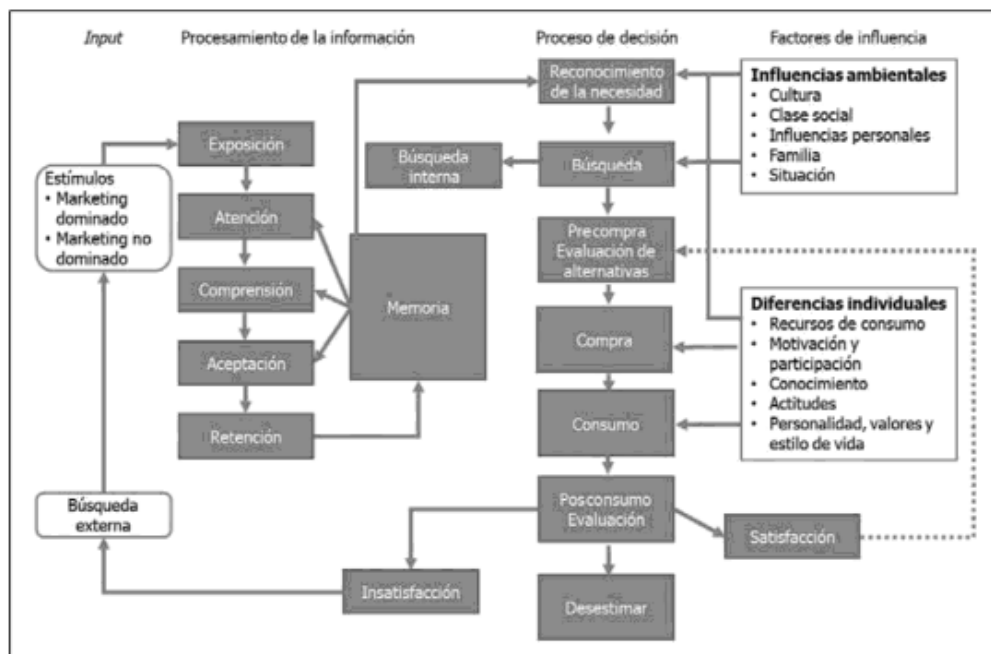 Input
Procesamiento de la información
Proceso de decisión
Factores de influencia
Reconocimiento
de la necesidad
Influencias ambientales
• Cultura
• Clase social
• Influencias personales
• Familia
• Situación
Exposición
Búsqueda
interna
Búsqueda
Estímulos
• Marketing
dominado
• Marketing no
dominado
Atención
Precompra
Evaluación de
alternativas
Comprensión
Memoria
Diferencias individuales
• Recursos de consumo
• Motivación y
participación
• Conocimiento
• Actitudes
• Personalidad, valores y
estilo de vida
Compra
Aceptación
Retención
Consumo
Búsqueda
externa
Posconsumo
Evaluación
Satisfacción
Insatisfacción
Desestimar